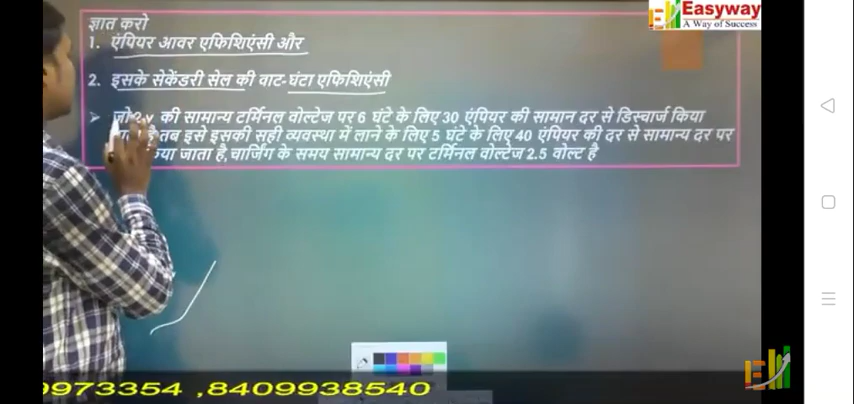 Easyway
A Way of Success
ज्ञात करो
1. एंपियर आवर एफिशिएंसी और
2. इसके सेकेंडरी सेल की वाट-घंटा एफिशिएंसी
➢ जो 2 v की सामान्य टर्मिनल वोल्टेज पर 6 घंटे के लिए 30 एंपियर की सामान दर से डिस्चार्ज किया
है तब इसे इसकी सही व्यवस्था में लाने के लिए 5 घंटे के लिए 40 एंपियर की दर से सामान्य दर पर
किया जाता है,चार्जिंग के समय सामान्य दर पर टर्मिनल वोल्टेज 2.5 वोल्ट है
9973354 ,8409938540